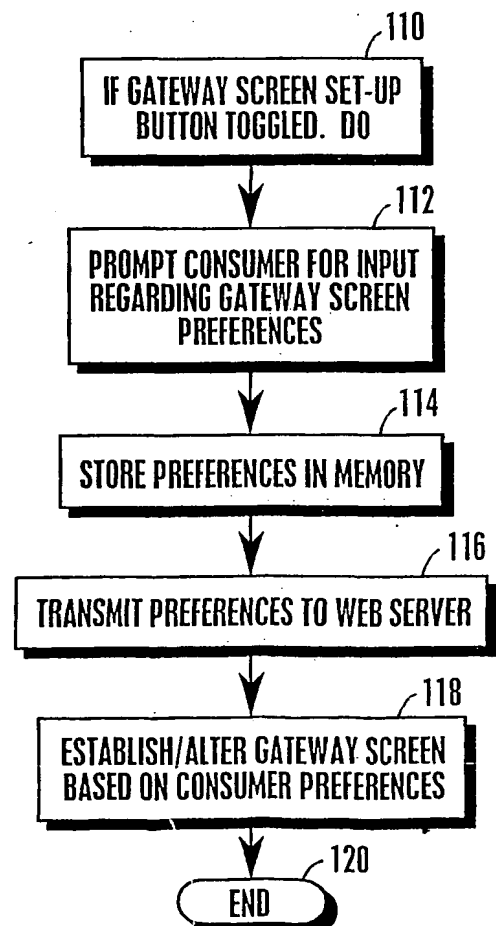 110
IF GATEWAY SCREEN SET-UP
BUTTON TOGGLED. DO
112
PROMPT CONSUMER FOR INPUT
REGARDING GATEWAY SCREEN
PREFERENCES
114
STORE PREFERENCES IN MEMORY
116
TRANSMIT PREFERENCES TO WEB SERVER
118
ESTABLISH/ALTER GATEWAY SCREEN
BASED ON CONSUMER PREFERENCES
120
END